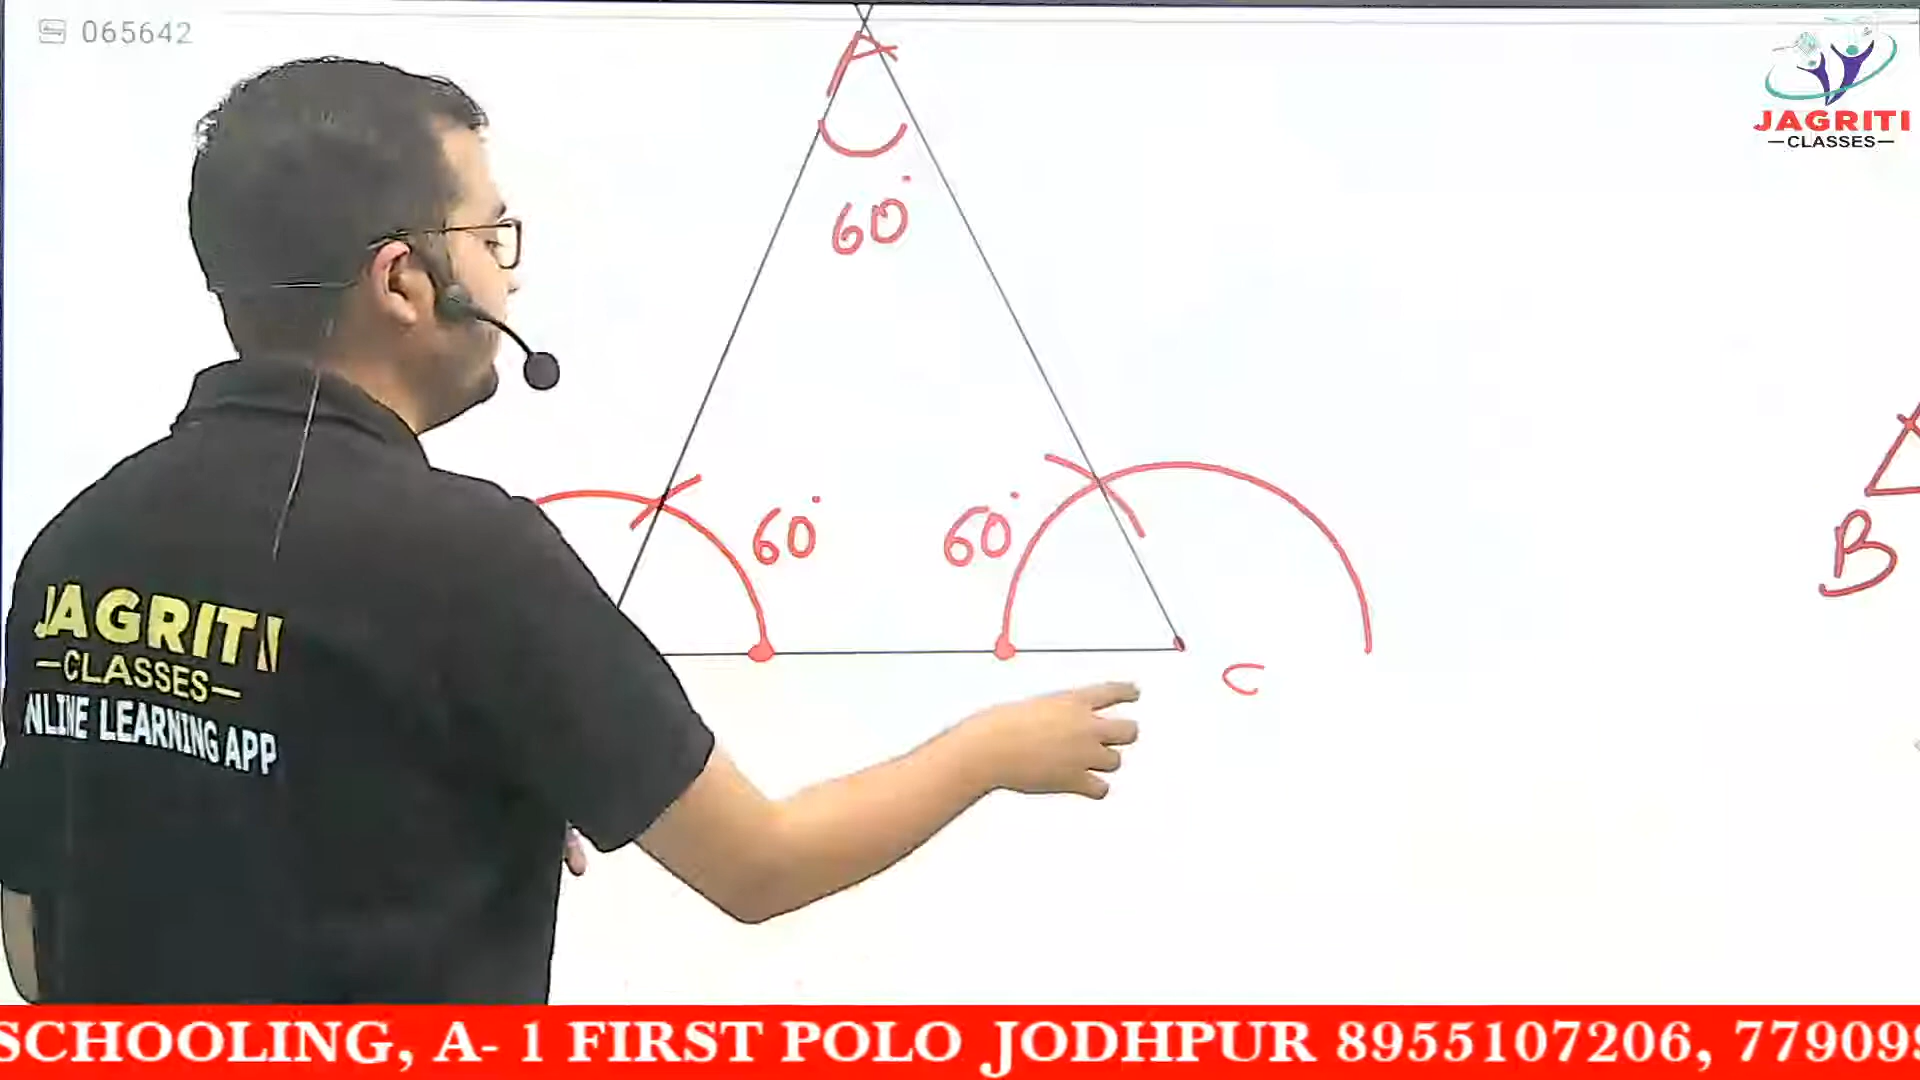 065642
JAGRITI
CLASSES
A
60°
60°
60°
B
C
JAGRITI
CLASSES
NLINE LEARNING APP
SCHOOLING, A- 1 FIRST POLO JODHPUR 8955107206, 77909